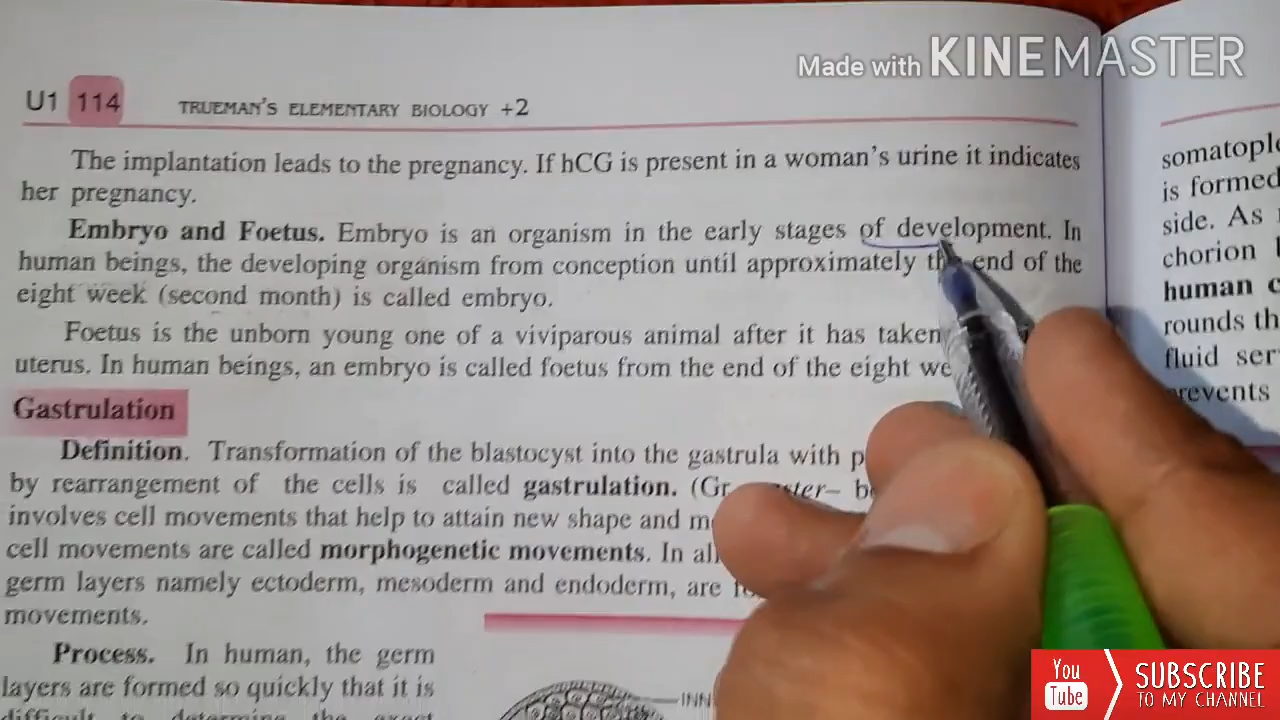 Made with KINEMASTER
U1 114 TRUEMAN'S ELEMENTARY BIOLOGY +2
The implantation leads to the pregnancy. If hCG is present in a woman's urine it indicates
her pregnancy.
Embryo and Foetus. Embryo is an organism in the early stages of development. In
human beings, the developing organism from conception until approximately the end of the
eight week (second month) is called embryo.
Foetus is the unborn young one of a viviparous animal after it has taken
uterus. In human beings, an embryo is called foetus from the end of the eight
Gastrulation
Definition. Transformation of the blastocyst into the gastrula with
by rearrangement of the cells is called gastrulation. (Gr
involves cell movements that help to attain new shape and
cell movements are called morphogenetic movements. In
germ layers namely ectoderm, mesoderm and endoderm, are
movements.
Process. In human, the germ
layers are formed so quickly that it is
difficult to determine the exact
is formed
side. As
chorion
human
rounds
fluid
prevents
You Tube SUBSCRIBE
TO MY CHANNEL